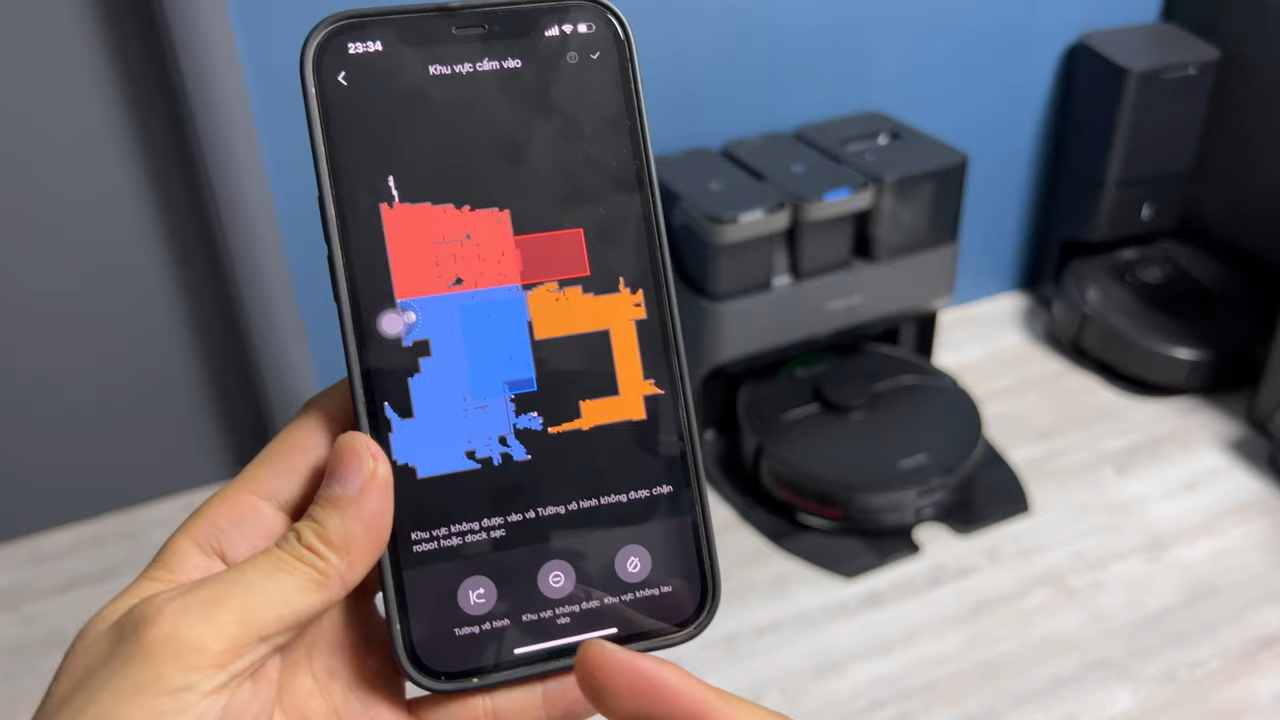 23:34
Khu vực cấm vào
Khu vực không được vào và Tường vô hình không được chặn
robot hoặc dock sạc
Tường vô hình
Khu vực không được
vào
Khu vực không lau